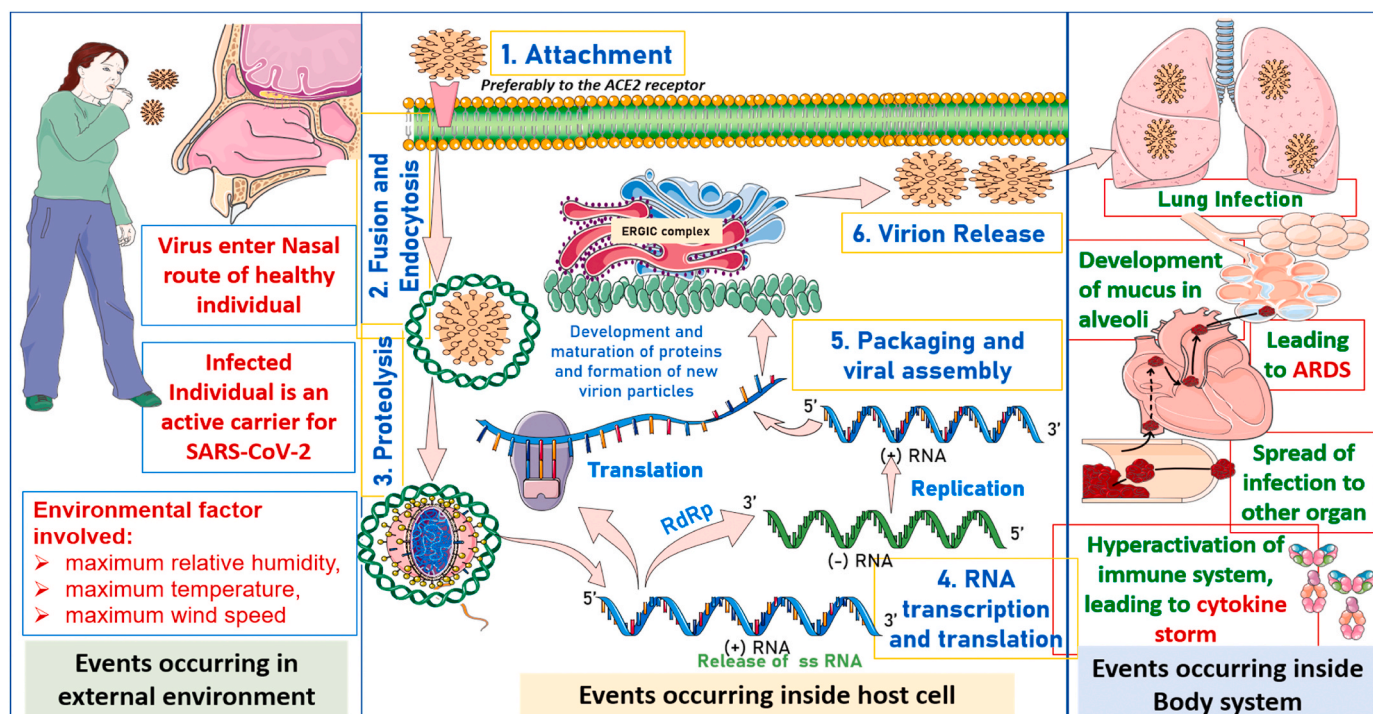 Virus enter Nasal
route of healthy
individual
Infected
Individual is an
active carrier for
SARS-CoV-2
Environmental factor
involved:
➢ maximum relative humidity,
➢ maximum temperature,
➢ maximum wind speed
Events occurring in
external environment
1. Attachment
Preferably to the ACE2 receptor
2. Fusion and
Endocytosis
3. Proteolysis
ERGIC complex
6. Virion Release
Development and
maturation of proteins
and formation of new
virion particles
5. Packaging and
viral assembly
5’
3’
(+) RNA
Translation
Replication
RdRp
3’
5’
(-) RNA
4. RNA
transcription
and translation
5’
3’
(+) RNA
Release of ss RNA
Events occurring inside host cell
Lung Infection
Development
of mucus in
alveoli
Leading
to ARDS
Spread of
infection to
other organ
Hyperactivation of
immune system,
leading to cytokine
storm
Events occurring inside
Body system